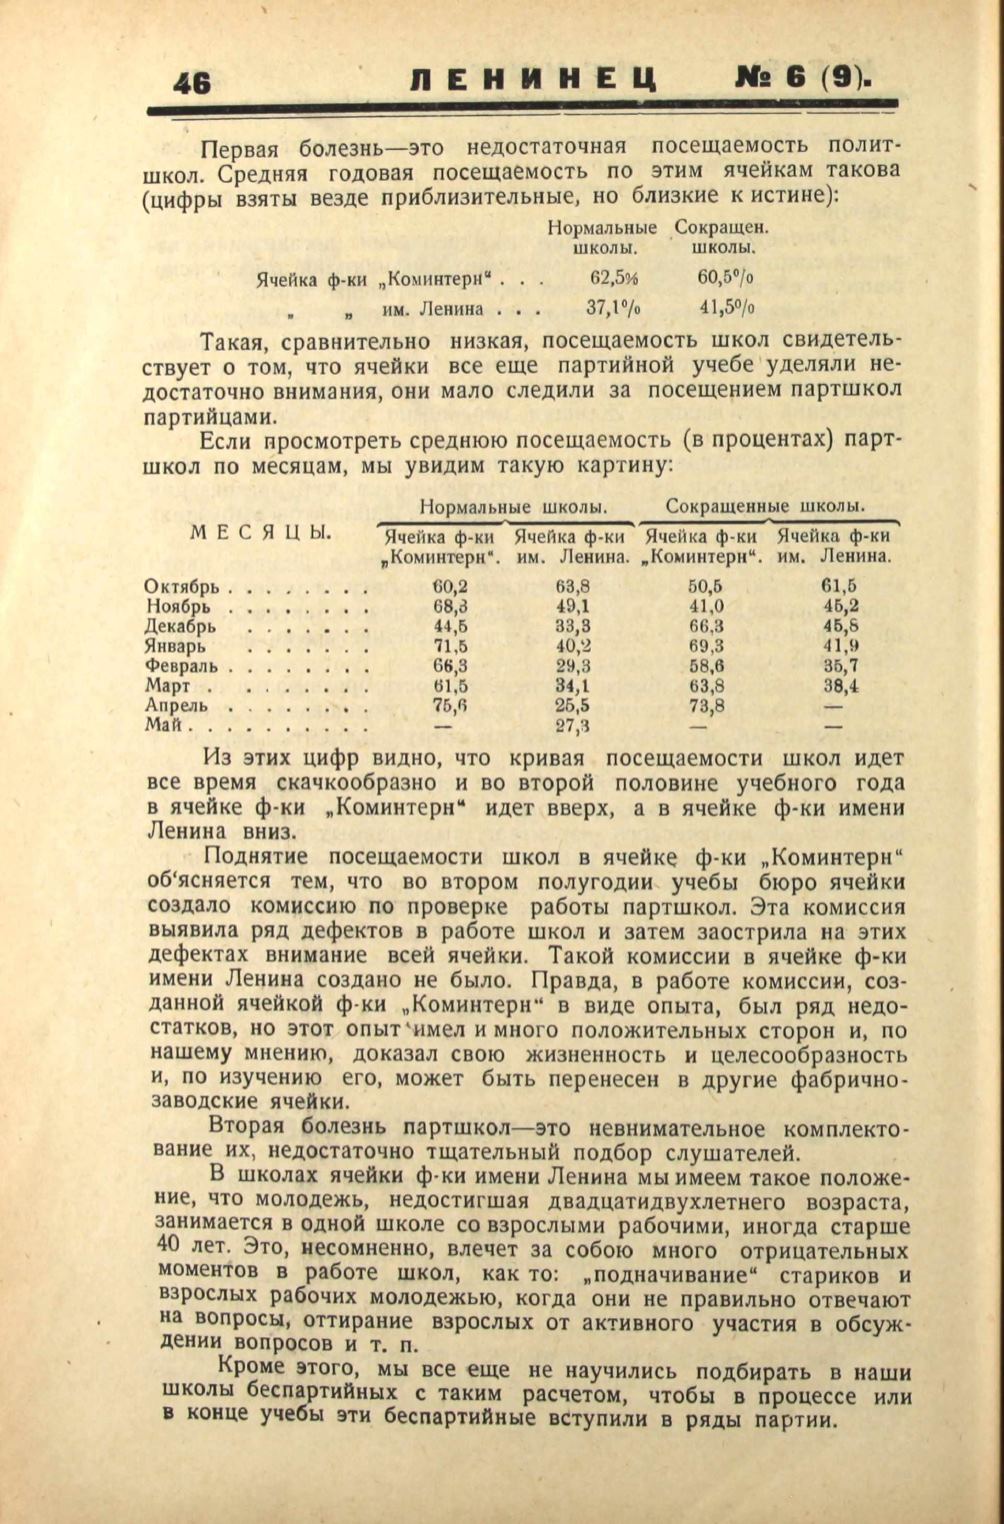 46 ЛЕНИНЕЦ № 6 (9).
Первая болезнь—это недостаточная посещаемость полит-
школ. Средняя годовая посещаемость по этим ячейкам такова
(цифры взяты везде приблизительные, но близкие к истине):
Нормальные Сокращен.
школы. школы.
Ячейка ф-ки „Коминтерн“ . . . 62,5% 60,5%
„ „ им. Ленина . . . 37,1% 41,5%
Такая, сравнительно низкая, посещаемость школ свидетель-
ствует о том, что ячейки все еще партийной учебе уделяли не-
достаточно внимания, они мало следили за посещением партшкол
партийцами.
Если просмотреть среднюю посещаемость (в процентах) парт-
школ по месяцам, мы увидим такую картину:
Нормальные школы. Сокращенные школы.
МЕСЯЦЫ. Ячейка ф-ки Ячейка ф-ки Ячейка ф-ки Ячейка ф-ки
„Коминтерн“. им. Ленина. „Коминтерн“. им. Ленина.
Октябрь . . . . . . . . 60,2 63,8 50,5 61,5
Ноябрь . . . . . . . . 68,3 49,1 41,0 45,2
Декабрь . . . . . . . 44,5 33,3 66,3 45,8
Январь . . . . . . . 71,5 40,2 69,3 41,9
Февраль . . . . . . . . 66,3 29,3 58,6 35,7
Март . . . . . . . . 61,5 34,1 63,8 38,4
Апрель . . . . . . . . 75,6 25,5 73,8 —
Май . . . . . . . . . . — 27,3 — —
Из этих цифр видно, что кривая посещаемости школ идет
все время скачкообразно и во второй половине учебного года
в ячейке ф-ки „Коминтерн“ идет вверх, а в ячейке ф-ки имени
Ленина вниз.
Поднятие посещаемости школ в ячейке ф-ки „Коминтерн“
об‘ясняется тем, что во втором полугодии учебы бюро ячейки
создало комиссию по проверке работы партшкол. Эта комиссия
выявила ряд дефектов в работе школ и затем заострила на этих
дефектах внимание всей ячейки. Такой комиссии в ячейке ф-ки
имени Ленина создано не было. Правда, в работе комиссии, соз-
данной ячейкой ф-ки „Коминтерн“ в виде опыта, был ряд недо-
статков, но этот опыт имел и много положительных сторон и, по
нашему мнению, доказал свою жизненность и целесообразность
и, по изучению его, может быть перенесен в другие фабрично-
заводские ячейки.
Вторая болезнь партшкол—это невнимательное комплекто-
вание их, недостаточно тщательный подбор слушателей.
В школах ячейки ф-ки имени Ленина мы имеем такое положе-
ние, что молодежь, недостигшая двадцатидвухлетнего возраста,
занимается в одной школе со взрослыми рабочими, иногда старше
40 лет. Это, несомненно, влечет за собою много отрицательных
моментов в работе школ, как то: „подначивание“ стариков и
взрослых рабочих молодежью, когда они не правильно отвечают
на вопросы, оттирание взрослых от активного участия в обсуж-
дении вопросов и т. п.
Кроме этого, мы все еще не научились подбирать в наши
школы беспартийных с таким расчетом, чтобы в процессе или
в конце учебы эти беспартийные вступили в ряды партии.